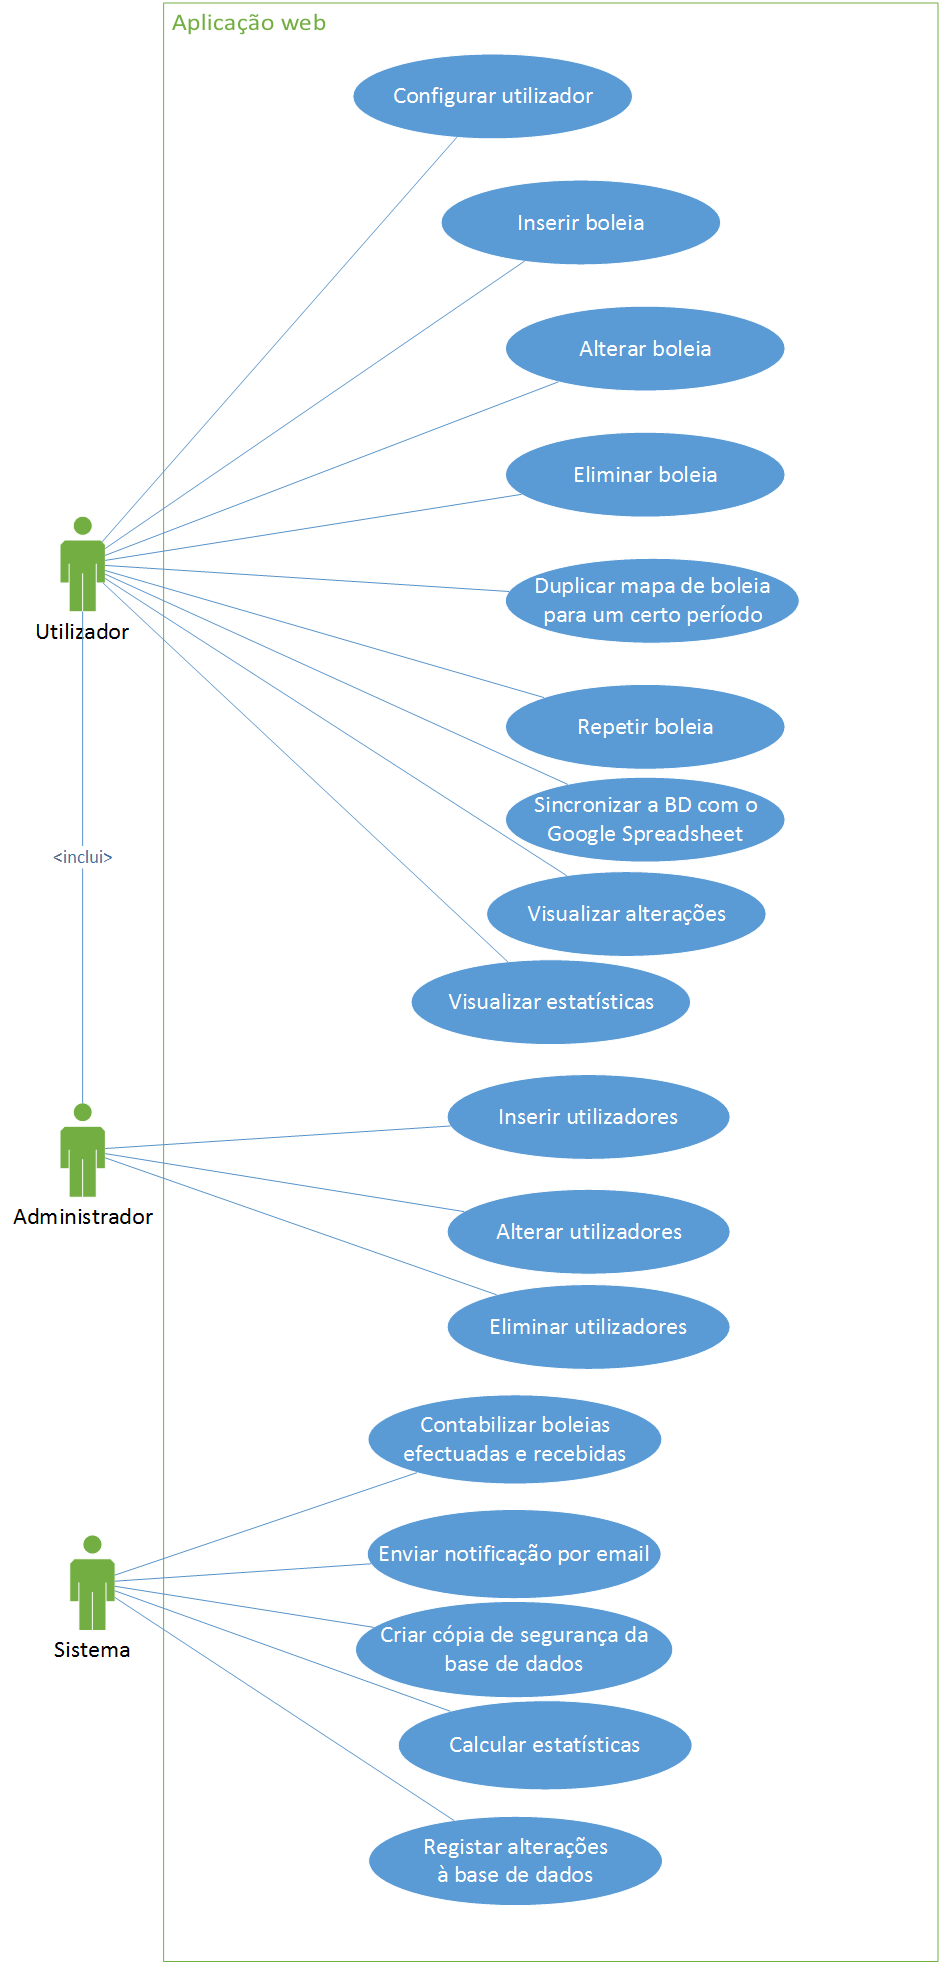 Aplicação web
Configurar utilizador
Inserir boleia
Alterar boleia
Eliminar boleia
Duplicar mapa de boleia
para um certo período
Utilizador
Repetir boleia
Sincronizar a BD com o
Google Spreadsheet
<inclui>
Visualizar alterações
Visualizar estatísticas
Inserir utilizadores
Administrador
Alterar utilizadores
Eliminar utilizadores
Contabilizar boleias
efectuadas e recebidas
Enviar notificação por email
Sistema
Criar cópia de segurança da
base de dados
Calcular estatísticas
Registar alterações
à base de dados